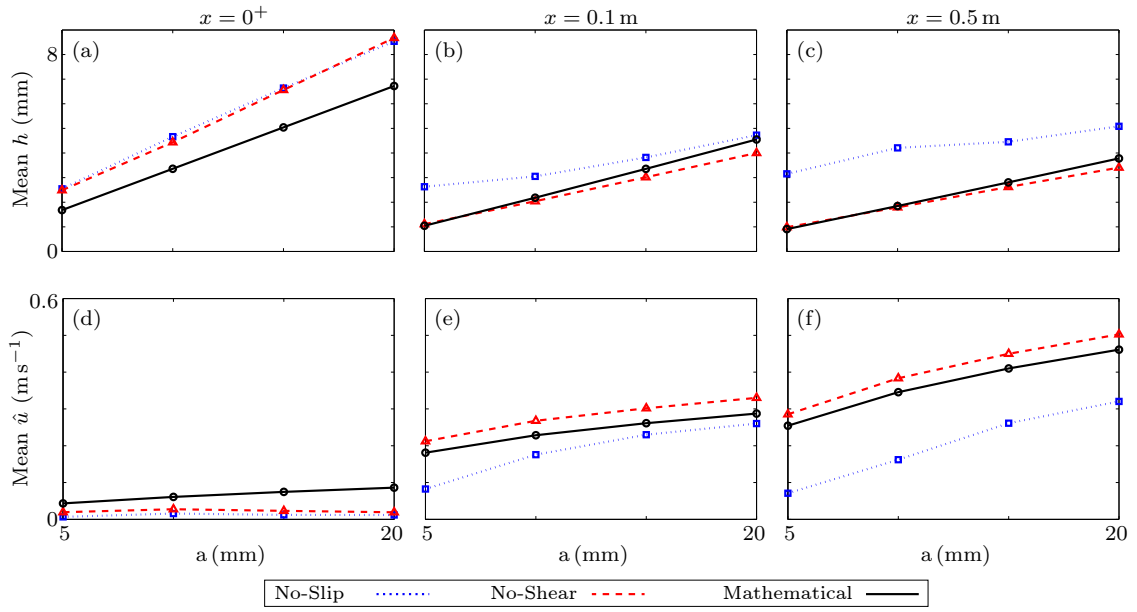 x = 0⁺ x = 0.1 m x = 0.5 m
(a) (b) (c)
8
Mean h (mm)
0
0.6
(d) (e) (f)
Mean û (m s⁻¹)
0
5 20 5 20 5 20
a (mm) a (mm) a (mm)
No-Slip No-Shear Mathematical